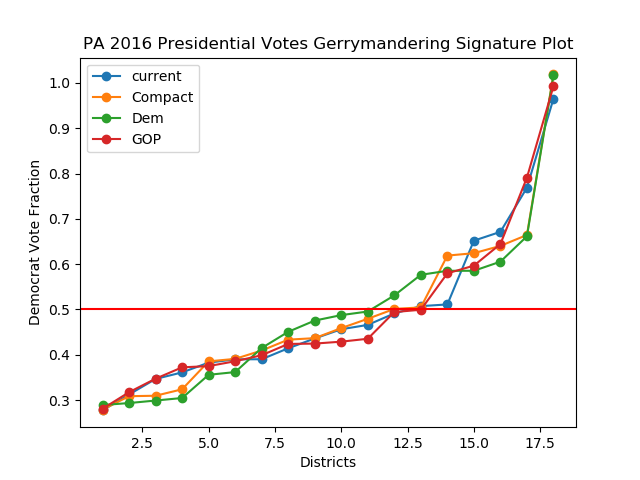 PA 2016 Presidential Votes Gerrymandering Signature Plot
current
Compact
Dem
GOP
1.0
0.9
0.8
0.7
0.6
0.5
0.4
0.3
Democrat Vote Fraction
2.5 5.0 7.5 10.0 12.5 15.0 17.5
Districts